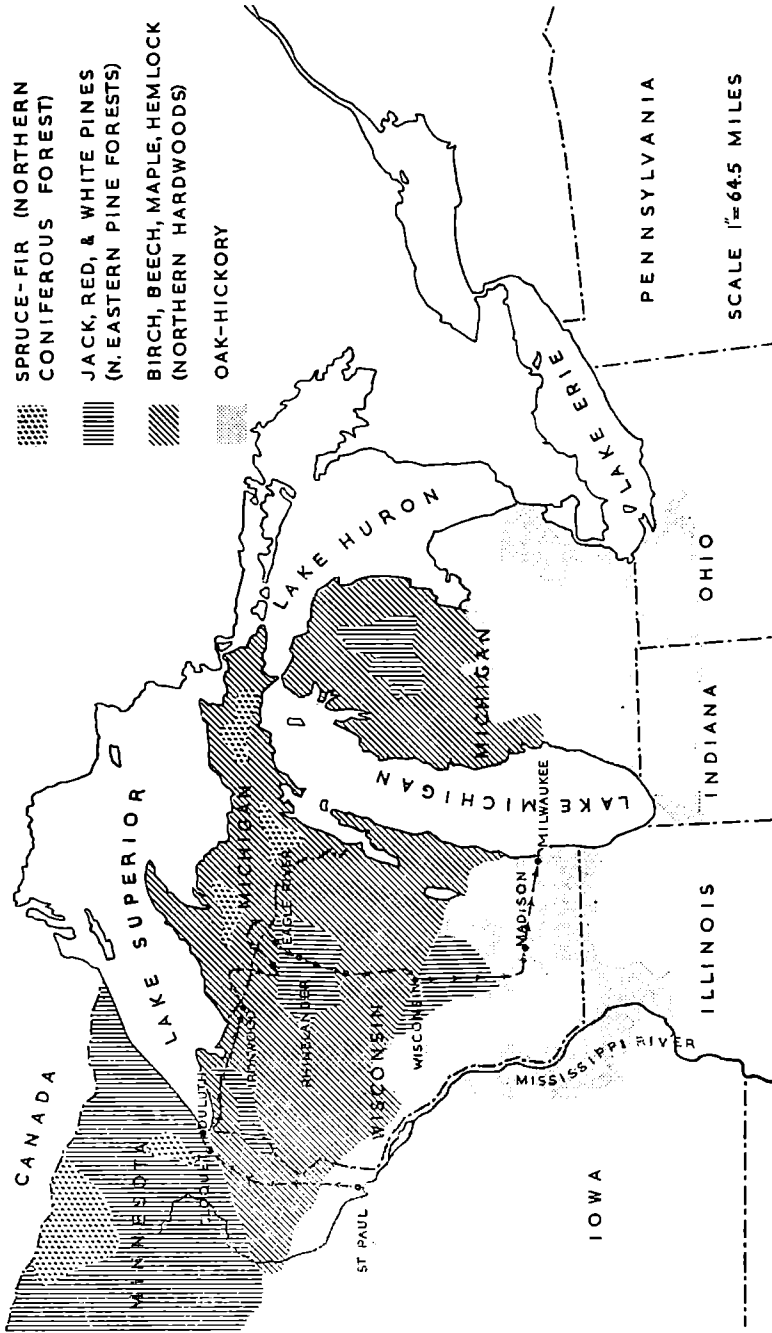 SPRUCE-FIR (NORTHERN
CONIFEROUS FOREST)
JACK, RED, & WHITE PINES
(N. EASTERN PINE FORESTS)
BIRCH, BEECH, MAPLE, HEMLOCK
(NORTHERN HARDWOODS)
OAK-HICKORY
CANADA
LAKE SUPERIOR
MINNESOTA
DULUTH
CLOQUET
MICHIGAN
EAGLE RIVER
IRONWOOD
RHINELANDER
WISCONSIN
WISCONSIN
ST PAUL
LAKE HURON
MICHIGAN
LAKE MICHIGAN
MADISON
MILWAUKEE
MISSISSIPPI RIVER
IOWA
ILLINOIS
INDIANA
OHIO
LAKE ERIE
PENNSYLVANIA
SCALE 1"=64.5 MILES